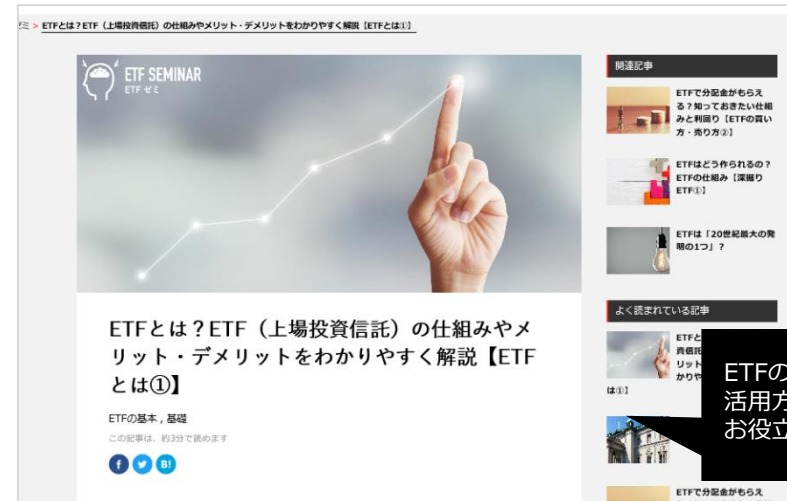 ゼミ > ETFとは？ETF（上場投資信託）の仕組みやメリット・デメリットをわかりやすく解説【ETFとは①】
ETF SEMINAR
ETF ゼミ
ETFとは？ETF（上場投資信託）の仕組みやメ
リット・デメリットをわかりやすく解説【ETF
とは①】
ETFの基本 , 基礎
この記事は、約3分で読めます
f
B!
関連記事
ETFで分配金がもらえ
る？知っておきたい仕組
みと利回り【ETFの買い
方・売り方②】
ETFはどう作られるの？
ETFの仕組み【深掘り
ETF①】
ETFは「20世紀最大の発
明の1つ」？
よく読まれている記事
ETFと
資信託
リット
かりや
は①】
ETFの
活用方
お役立
ETFで分配金がもらえ